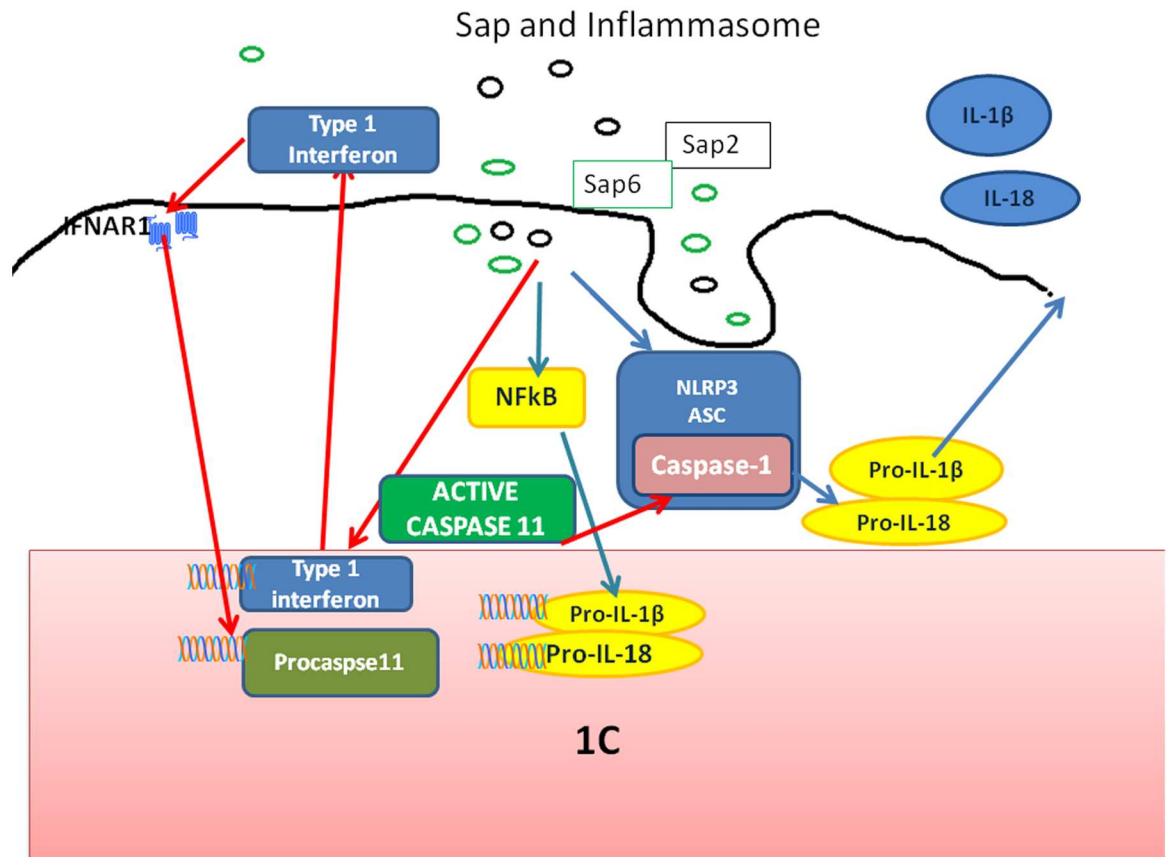 Sap and Inflammasome
Type 1
Interferon
IL-1β
Sap2
Sap6
IL-18
IFNAR1
NFkB
NLRP3
ASC
Caspase-1
Pro-IL-1β
Pro-IL-18
ACTIVE
CASPASE 11
Type 1
interferon
Pro-IL-1β
Pro-IL-18
Procaspse11
1C